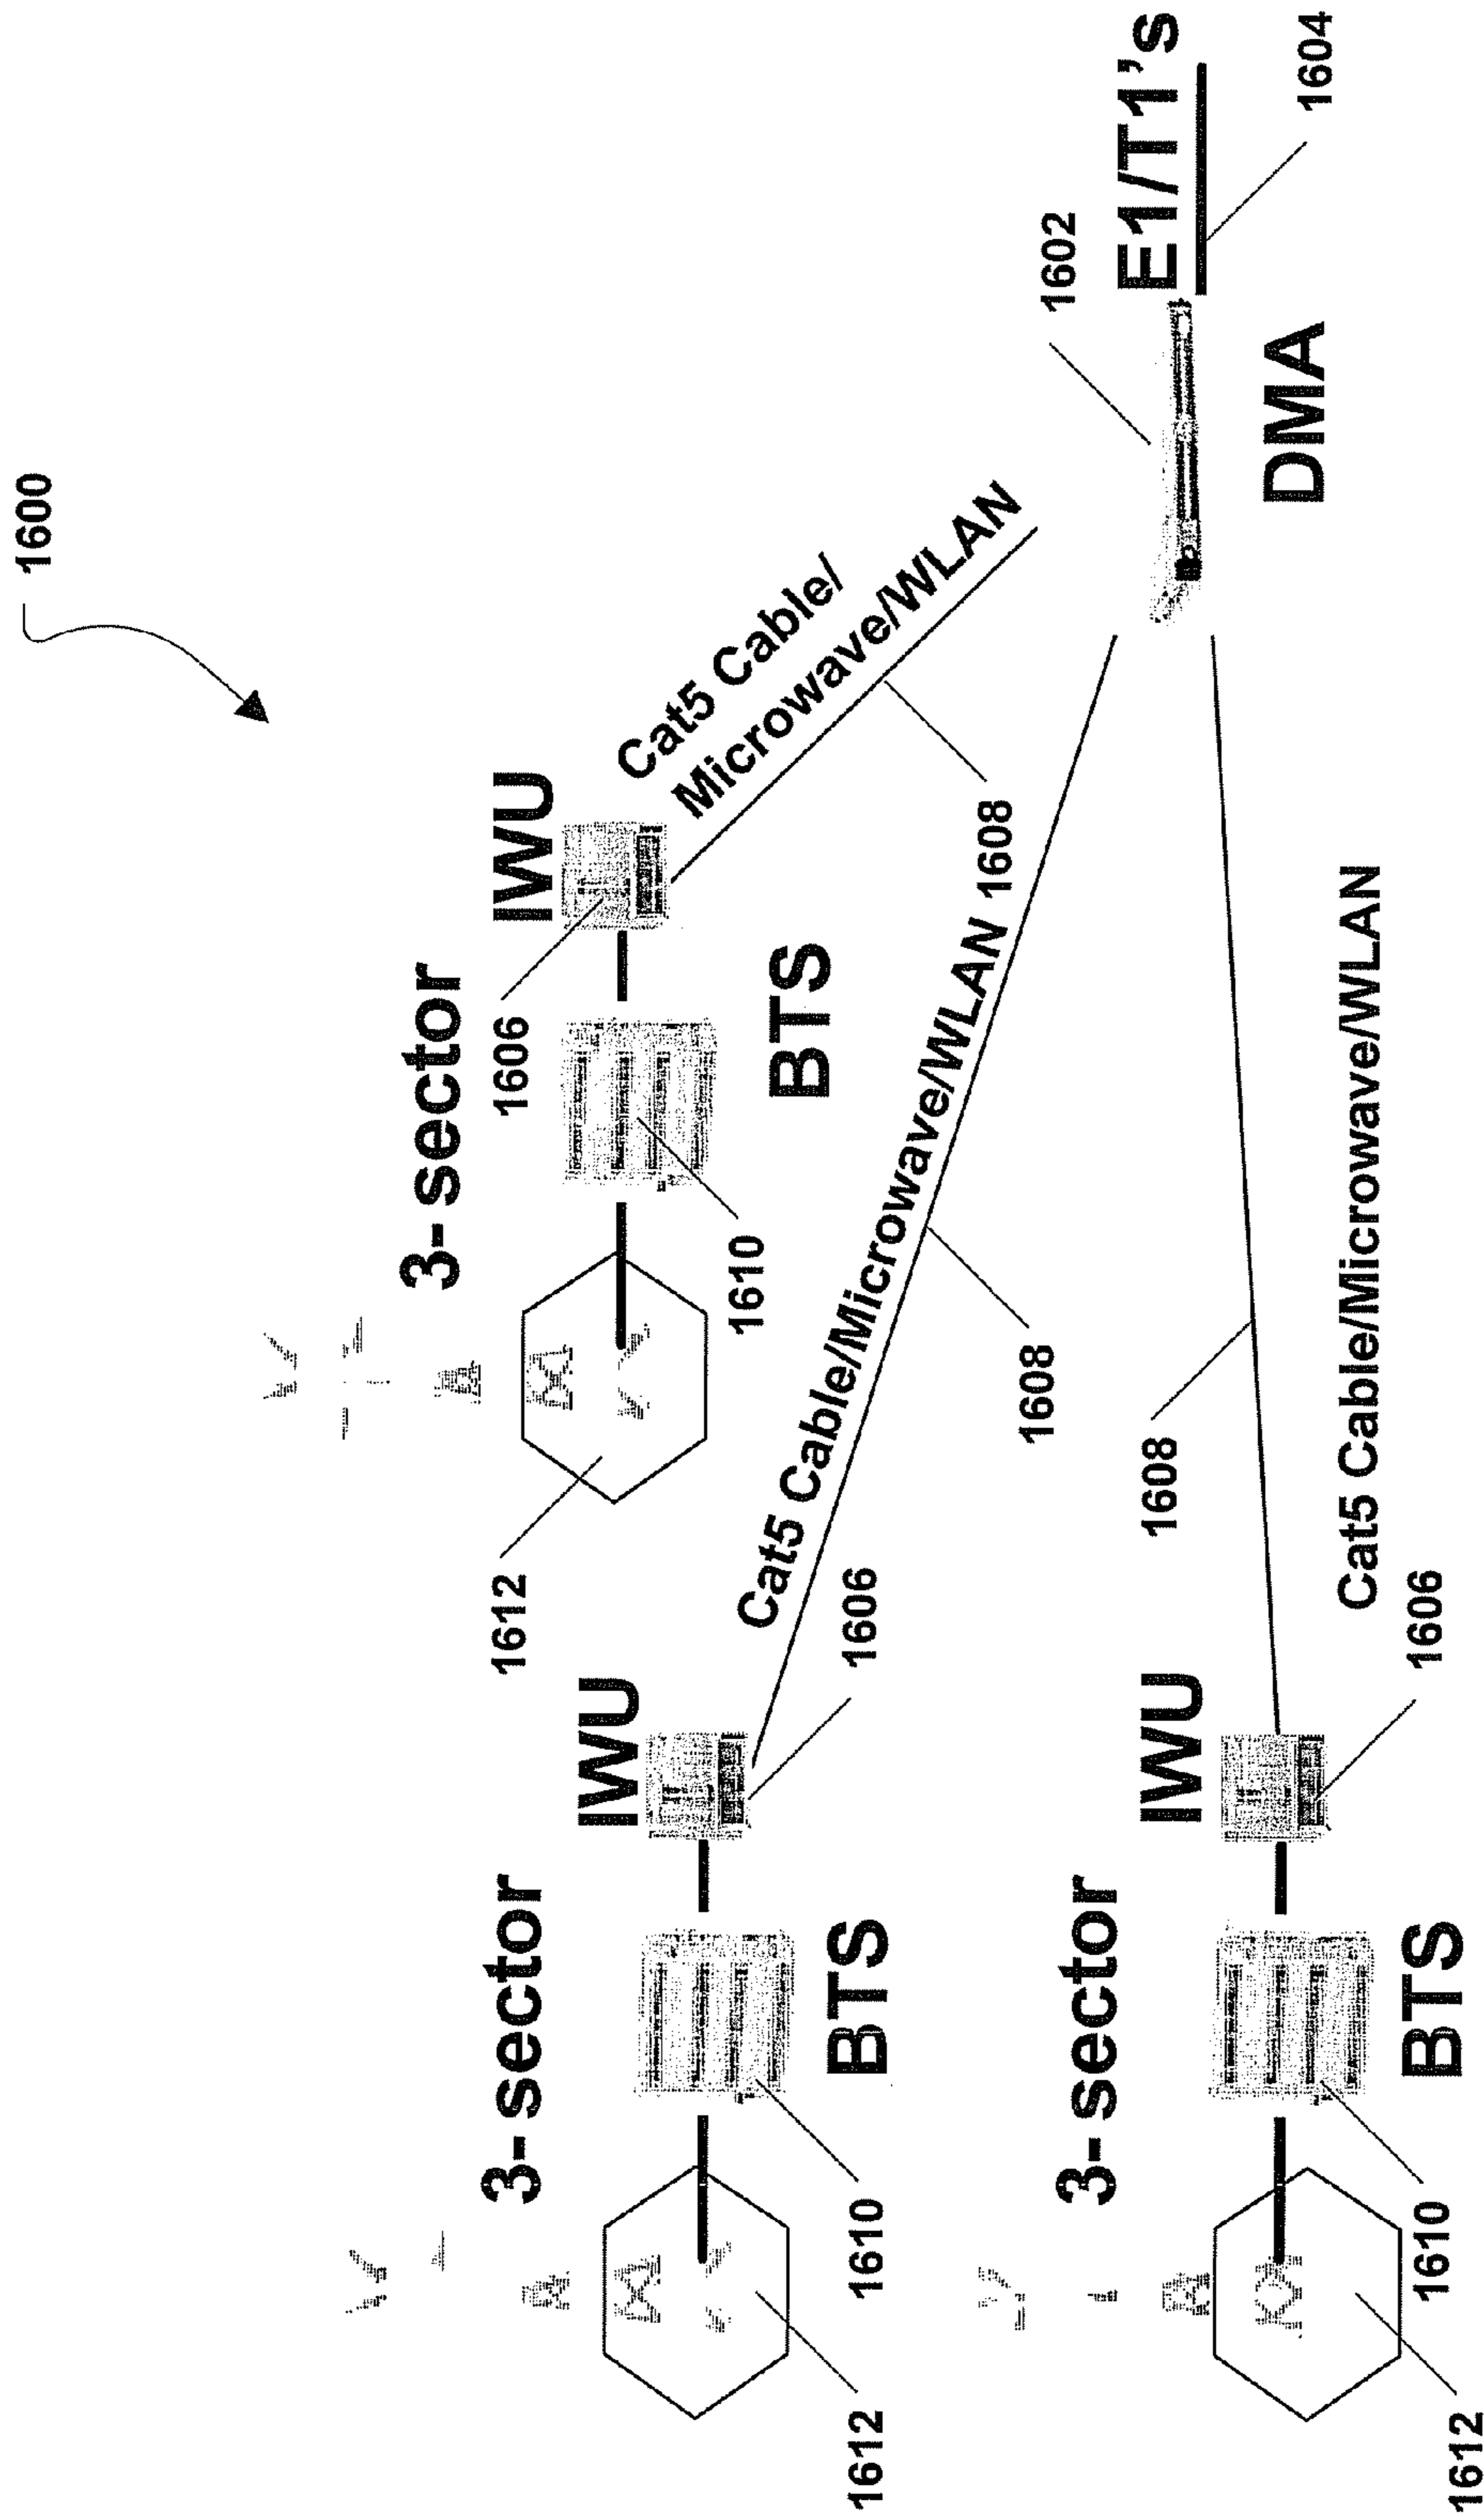 1600
3-sector
IWU
1606
Cat5 Cable/
Microwave/WLAN
1612
1610
BTS
1608
3-sector
IWU
1606
Cat5 Cable/Microwave/WLAN
1608
1602
E1/T1's
1612
1610
BTS
1608
DMA
1604
3-sector
IWU
1608
1606
Cat5 Cable/Microwave/WLAN
1612
1610
BTS